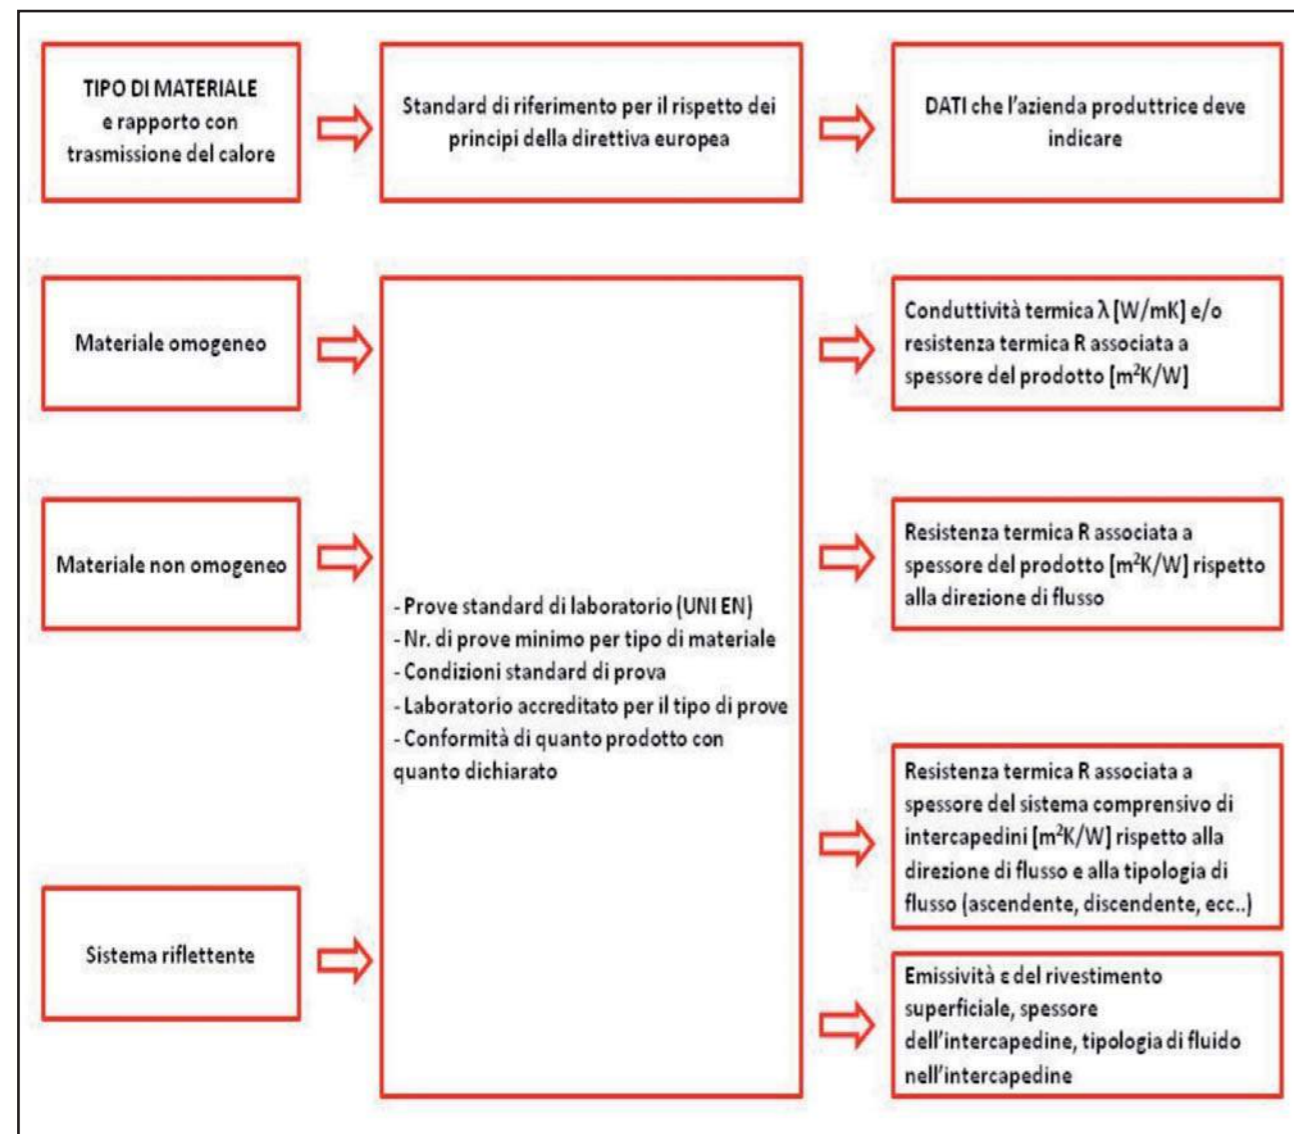 TIPO DI MATERIALE
e rapporto con
trasmissione del calore
Standard di riferimento per il rispetto dei
principi della direttiva europea
DATI che l'azienda produttrice deve
indicare
Materiale omogeneo
Conduttività termica λ [W/mK] e/o
resistenza termica R associata a
spessore del prodotto [m²K/W]
Materiale non omogeneo
Resistenza termica R associata a
spessore del prodotto [m²K/W] rispetto
alla direzione di flusso
- Prove standard di laboratorio (UNI EN)
- Nr. di prove minimo per tipo di materiale
- Condizioni standard di prova
- Laboratorio accreditato per il tipo di prove
- Conformità di quanto prodotto con
quanto dichiarato
Sistema riflettente
Resistenza termica R associata a
spessore del sistema comprensivo di
intercapedini [m²K/W] rispetto alla
direzione di flusso e alla tipologia di
flusso (ascendente, discendente, ecc..)
Emissività ε del rivestimento
superficiale, spessore
dell'intercapedine, tipologia di fluido
nell'intercapedine